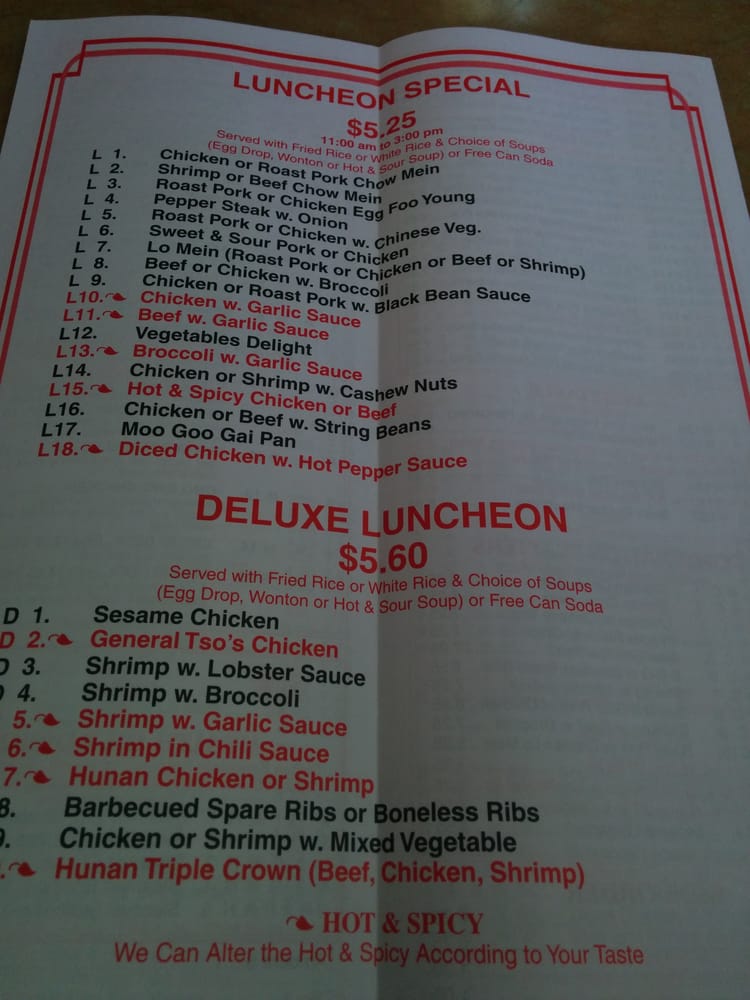 LUNCHEON SPECIAL
$5.25
11:00 am to 3:00 pm
Served with Fried Rice or White Rice & Choice of Soups
(Egg Drop, Wonton or Hot & Sour Soup) or Free Can Soda
L 1. Chicken or Roast Pork Chow Mein
L 2. Shrimp or Beef Chow Mein
L 3. Roast Pork or Chicken Egg Foo Young
L 4. Pepper Steak w. Onion
L 5. Roast Pork or Chicken w. Chinese Veg.
L 6. Sweet & Sour Pork or Chicken
L 7. Lo Mein (Roast Pork or Chicken or Beef or Shrimp)
L 8. Beef or Chicken w. Broccoli
L 9. Chicken or Roast Pork w. Black Bean Sauce
L10. Chicken w. Garlic Sauce
L11. Beef w. Garlic Sauce
L12. Vegetables Delight
L13. Broccoli w. Garlic Sauce
L14. Chicken or Shrimp w. Cashew Nuts
L15. Hot & Spicy Chicken or Beef
L16. Chicken or Beef w. String Beans
L17. Moo Goo Gai Pan
L18. Diced Chicken w. Hot Pepper Sauce
DELUXE LUNCHEON
$5.60
Served with Fried Rice or White Rice & Choice of Soups
(Egg Drop, Wonton or Hot & Sour Soup) or Free Can Soda
D 1. Sesame Chicken
D 2. General Tso's Chicken
D 3. Shrimp w. Lobster Sauce
4. Shrimp w. Broccoli
5. Shrimp w. Garlic Sauce
6. Shrimp in Chili Sauce
7. Hunan Chicken or Shrimp
8. Barbecued Spare Ribs or Boneless Ribs
9. Chicken or Shrimp w. Mixed Vegetable
Hunan Triple Crown (Beef, Chicken, Shrimp)
HOT & SPICY
We Can Alter the Hot & Spicy According to Your Taste